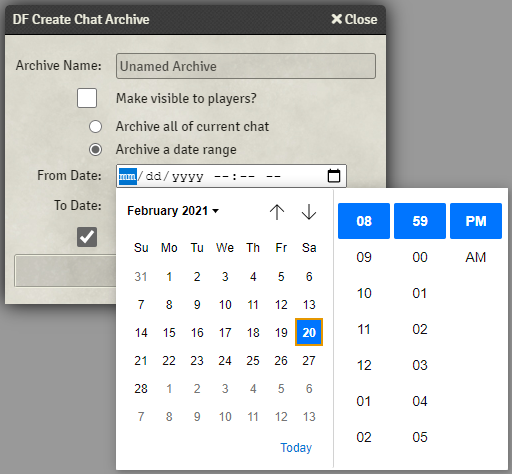 DF Create Chat Archive
Close
Archive Name: Unamed Archive
Make visible to players?
Archive all of current chat
Archive a date range
From Date: mm/dd/yyyy --:-- --
To Date:
February 2021
Su Mo Tu We Th Fr Sa
31 1 2 3 4 5 6
7 8 9 10 11 12 13
14 15 16 17 18 19 20
21 22 23 24 25 26 27
28 1 2 3 4 5 6
7 8 9 10 11 12 13
Today
08 59 PM
09 00 AM
10 01
11 02
12 03
01 04
02 05